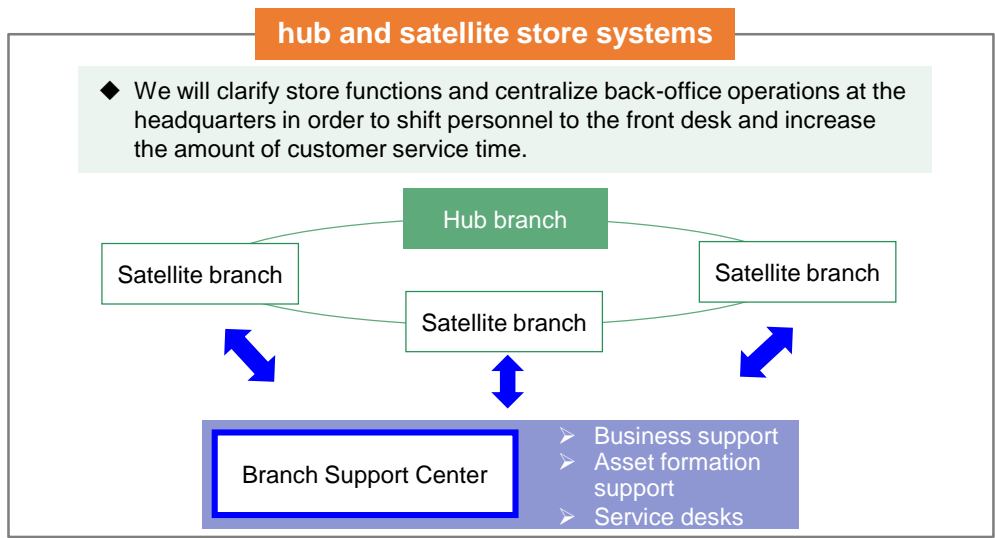 hub and satellite store systems
◆ We will clarify store functions and centralize back-office operations at the
headquarters in order to shift personnel to the front desk and increase
the amount of customer service time.
Hub branch
Satellite branch
Satellite branch
Satellite branch
Branch Support Center
➢ Business support
➢ Asset formation
support
➢ Service desks